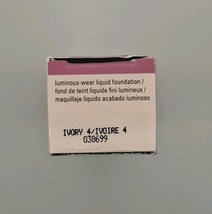 luminous-wear liquid foundation /
fond de teint liquide fini lumineux /
maquillaje líquido acabado luminoso
IVORY 4/IVOIRE 4
038699